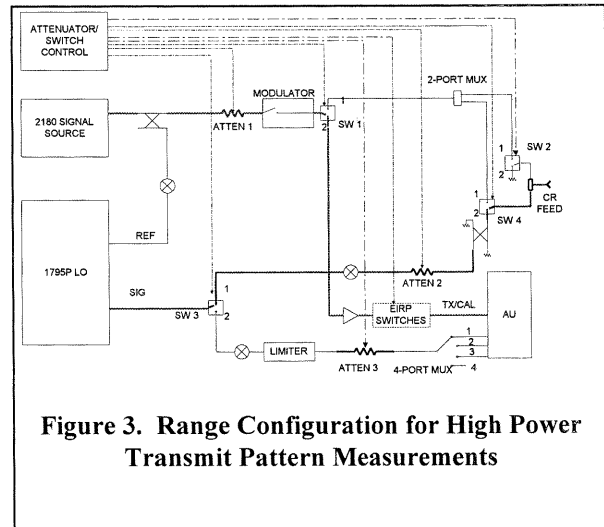 ATTENUATOR/
SWITCH
CONTROL
2180 SIGNAL
SOURCE
MODULATOR
ATTEN 1
1
2
SW 1
2-PORT MUX
1
2
SW 2
CR
FEED
1
2
SW 4
REF
1795P LO
SIG
1
2
SW 3
ATTEN 2
EIRP
SWITCHES
TX/CAL
AU
LIMITER
ATTEN 3
1
2
3
4-PORT MUX
4
Figure 3. Range Configuration for High Power
Transmit Pattern Measurements